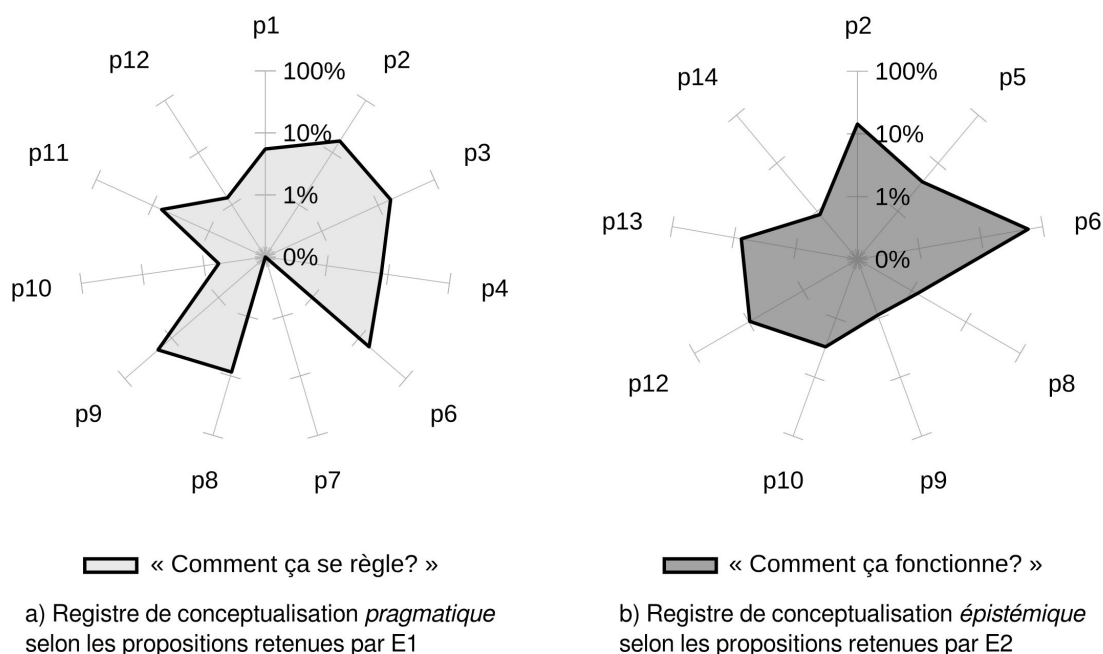 p1
p12
p2
100%
10%
p11
p3
1%
0%
p10
p4
p9
p6
p8
p7
« Comment ça se règle? »
a) Registre de conceptualisation pragmatique
selon les propositions retenues par E1
p2
p14
p5
100%
10%
1%
p13
p6
0%
p12
p8
p10
p9
« Comment ça fonctionne? »
b) Registre de conceptualisation épistémique
selon les propositions retenues par E2